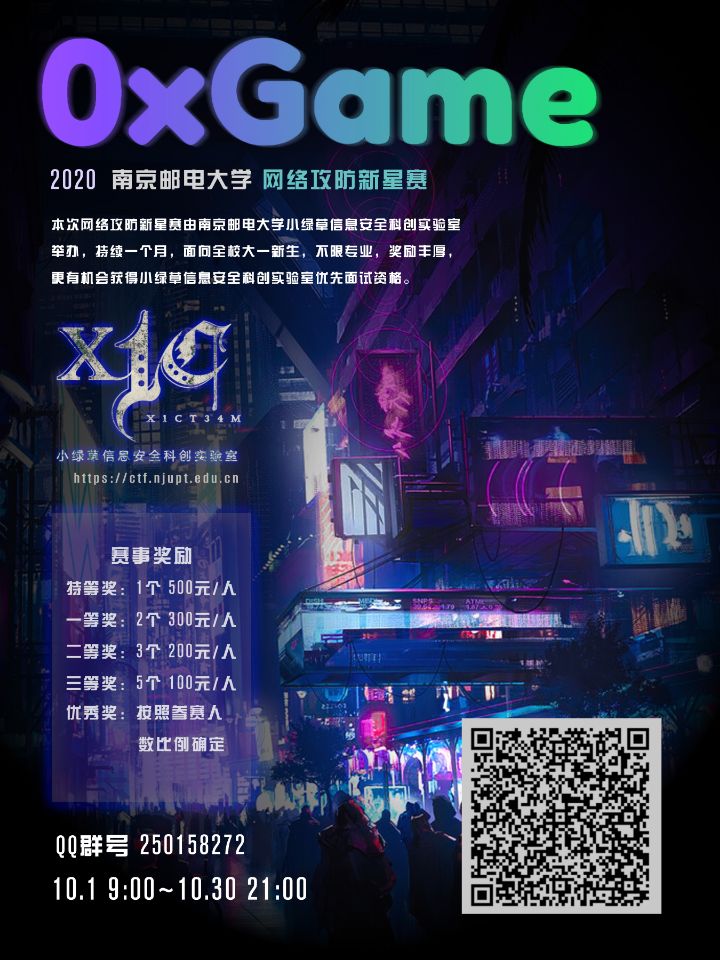 0xGame
2020 南京邮电大学 网络攻防新星赛
本次网络攻防新星赛由南京邮电大学小绿草信息安全科创实验室
举办，持续一个月，面向全校大一新生，不限专业，奖励丰厚，
更有机会获得小绿草信息安全科创实验室优先面试资格。
X1C
X1CT34M
小绿草信息安全科创实验室
https://ctf.njupt.edu.cn
赛事奖励
特等奖：1个 500元/人
一等奖：2个 300元/人
二等奖：3个 200元/人
三等奖：5个 100元/人
优秀奖：按照参赛人
数比例确定
QQ群号 250158272
10.1 9:00~10.30 21:00